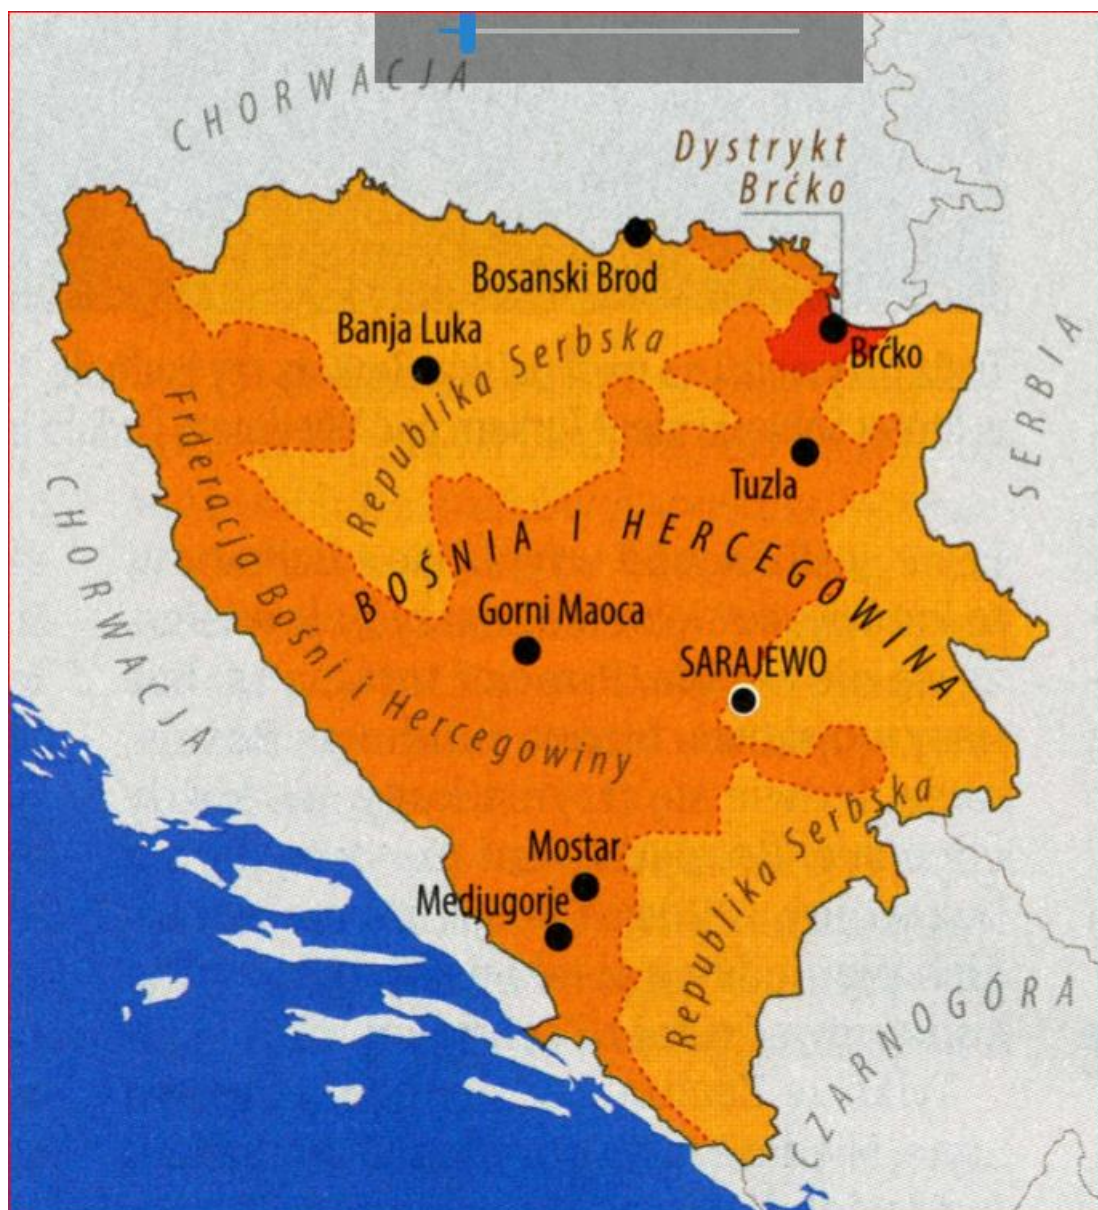 CHORWACJA
Dystrykt
Brćko
Bosanski Brod
Banja Luka
Republika Serbska
Brćko
SERBIA
Frderacja Bośni i Hercegowiny
CHORWACJA
Tuzla
BOŚNIA I HERCEGOWINA
Gorni Maoca
SARAJEWO
Republika Serbska
Mostar
Medjugorje
CZARNOGÓRA